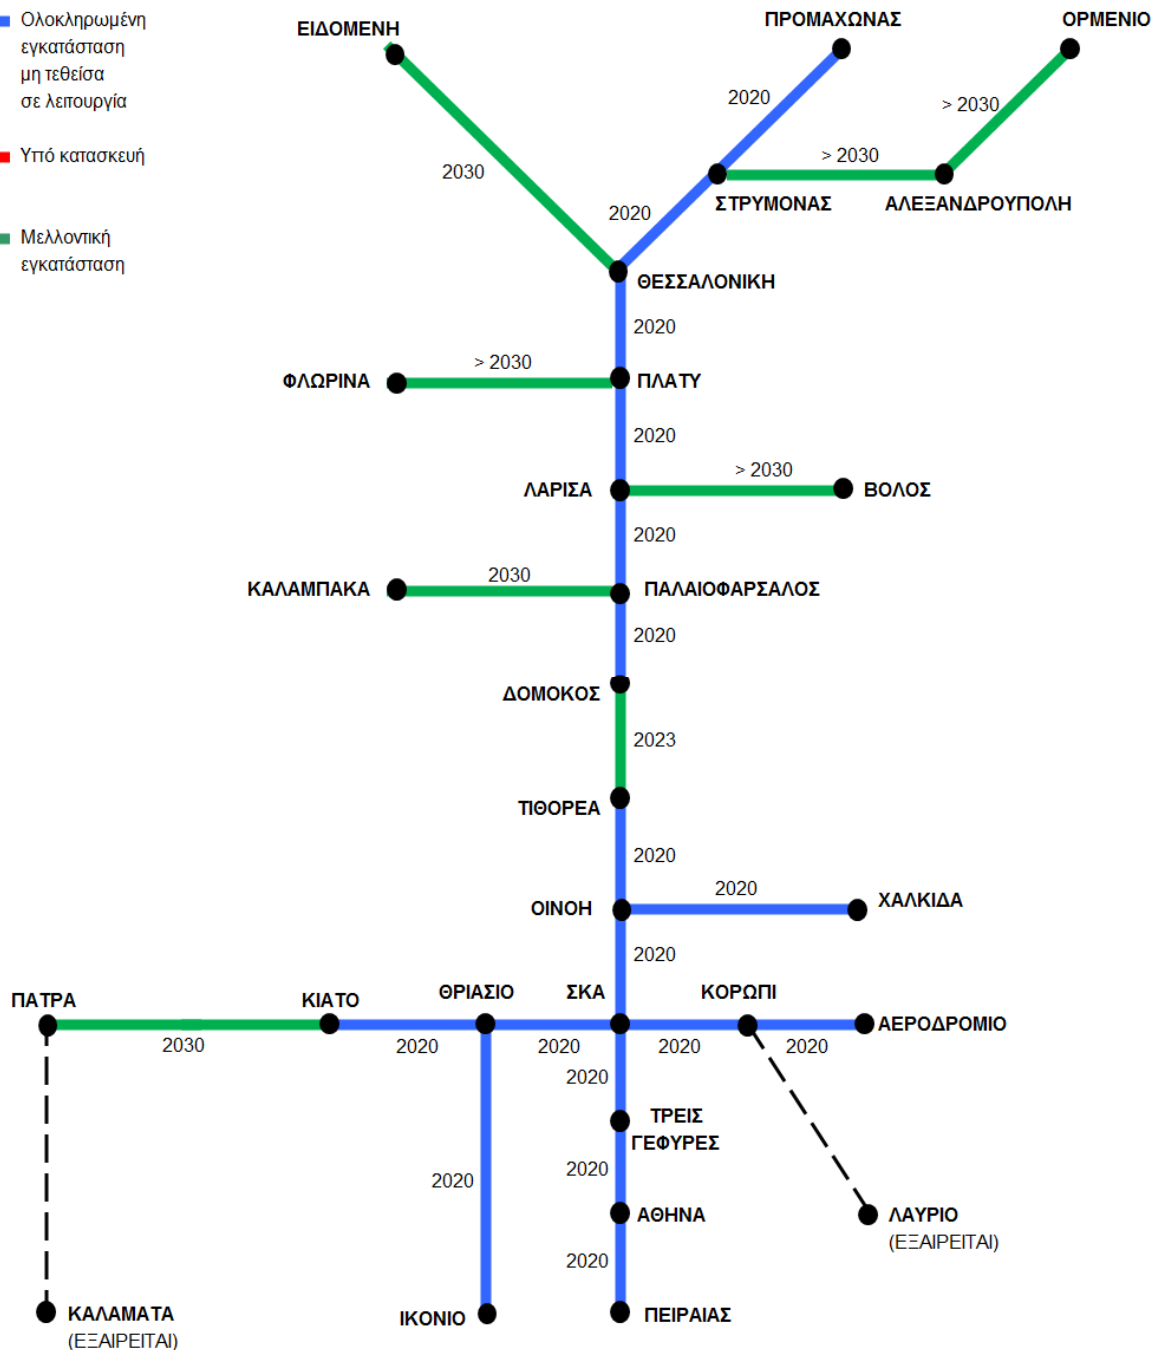 Ολοκληρωμένη
εγκατάσταση
μη τεθείσα
σε λειτουργία
Υπό κατασκευή
Μελλοντική
εγκατάσταση
ΕΙΔΟΜΕΝΗ
ΠΡΟΜΑΧΩΝΑΣ
ΟΡΜΕΝΙΟ
2020
> 2030
2030
> 2030
ΣΤΡΥΜΟΝΑΣ
ΑΛΕΞΑΝΔΡΟΥΠΟΛΗ
2020
ΘΕΣΣΑΛΟΝΙΚΗ
2020
> 2030
ΦΛΩΡΙΝΑ
ΠΛΑΤΥ
2020
> 2030
ΛΑΡΙΣΑ
ΒΟΛΟΣ
2020
2030
ΚΑΛΑΜΠΑΚΑ
ΠΑΛΑΙΟΦΑΡΣΑΛΟΣ
2020
ΔΟΜΟΚΟΣ
2023
ΤΙΘΟΡΕΑ
2020
2020
ΟΙΝΟΗ
ΧΑΛΚΙΔΑ
2020
ΠΑΤΡΑ
ΚΙΑΤΟ
ΘΡΙΑΣΙΟ
ΣΚΑ
ΚΟΡΩΠΙ
ΑΕΡΟΔΡΟΜΙΟ
2030
2020
2020
2020
2020
2020
ΤΡΕΙΣ
ΓΕΦΥΡΕΣ
2020
2020
ΑΘΗΝΑ
ΛΑΥΡΙΟ
(ΕΞΑΙΡΕΙΤΑΙ)
2020
ΚΑΛΑΜΑΤΑ
(ΕΞΑΙΡΕΙΤΑΙ)
ΙΚΟΝΙΟ
ΠΕΙΡΑΙΑΣ